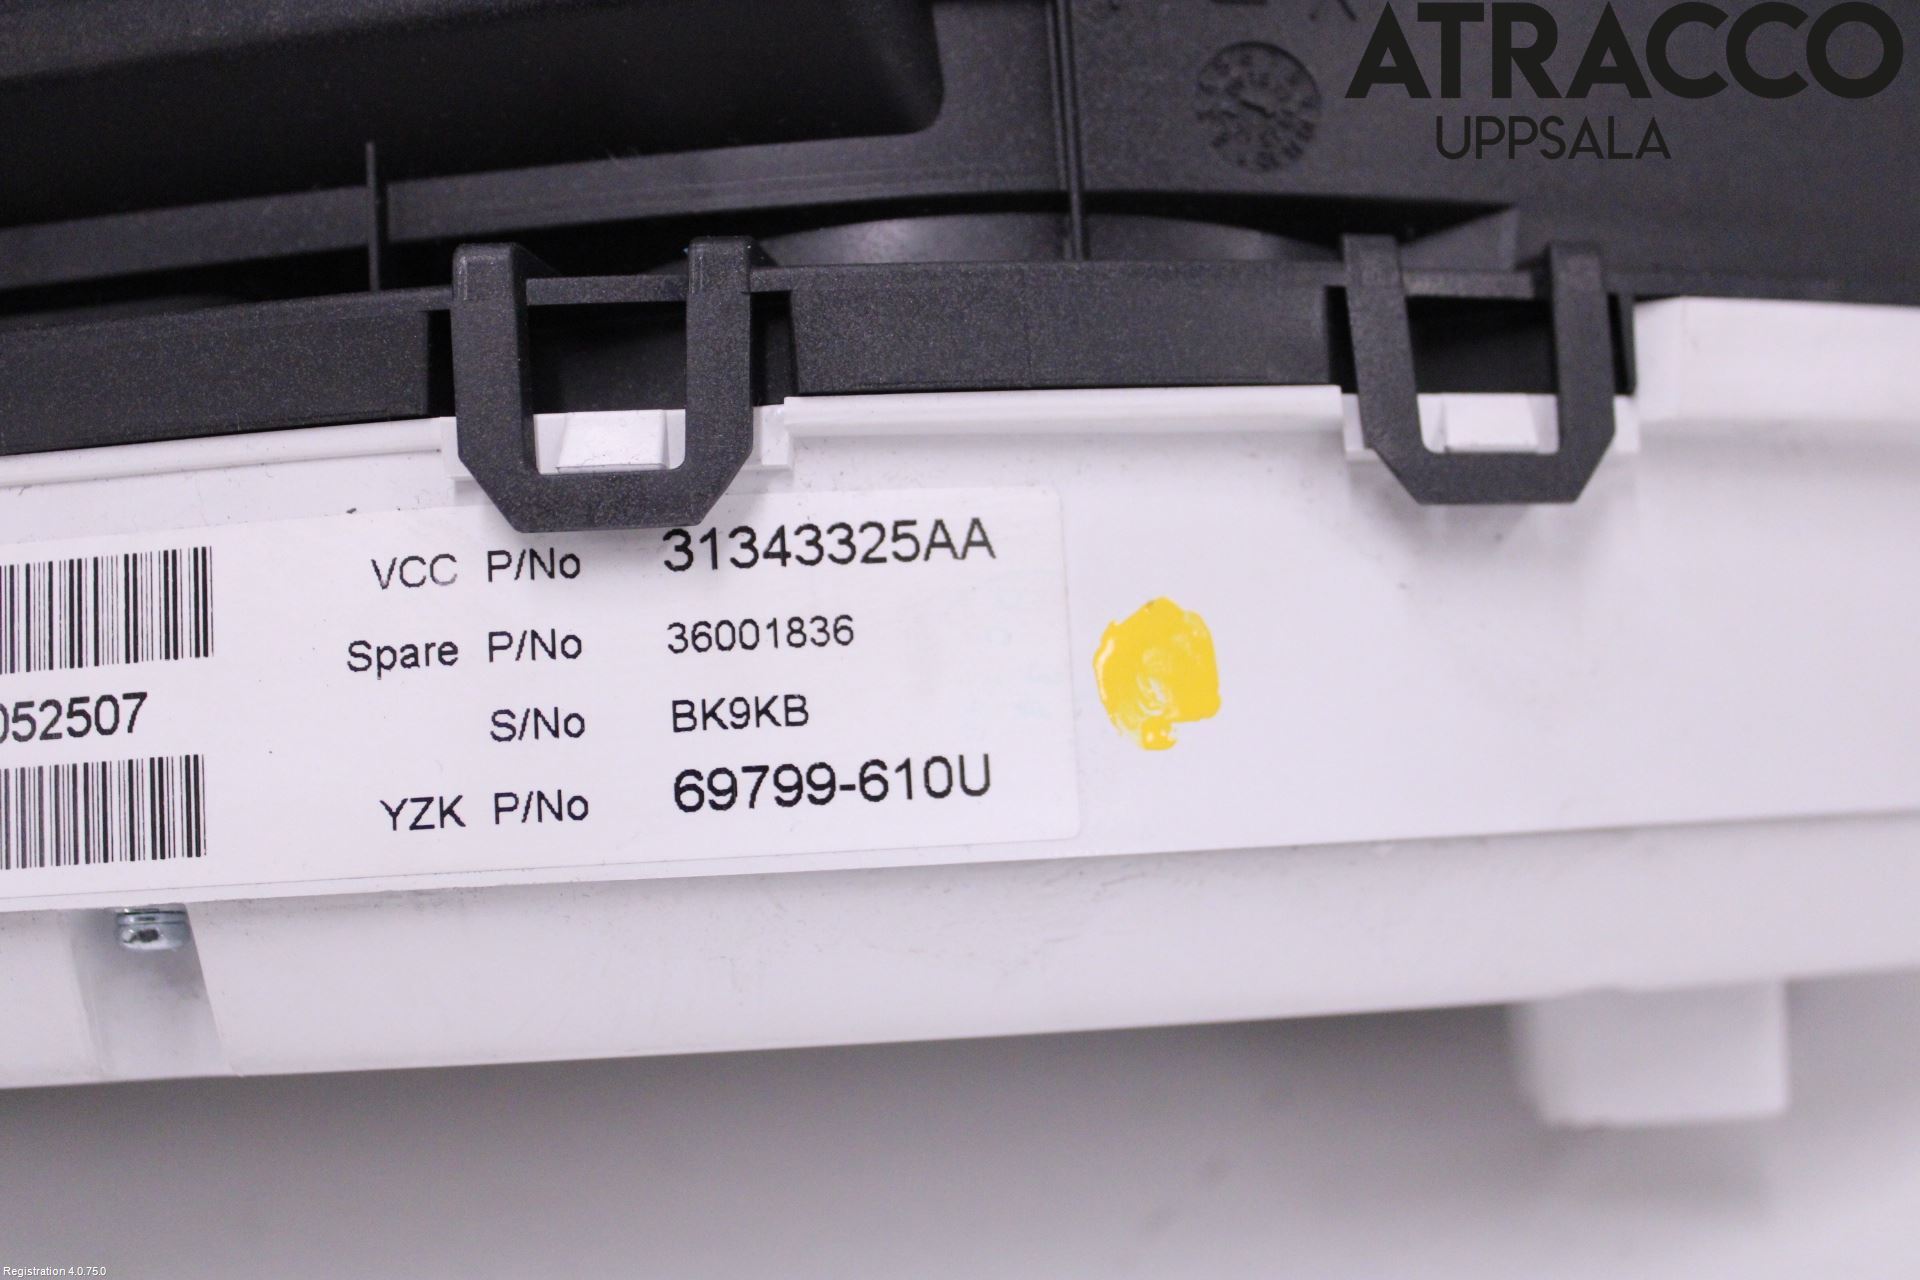 ATRACCO
UPPSALA
VCC P/No 31343325AA
Spare P/No 36001836
052507
S/No BK9KB
YZK P/No 69799-610U
Registration 4.0.75.0